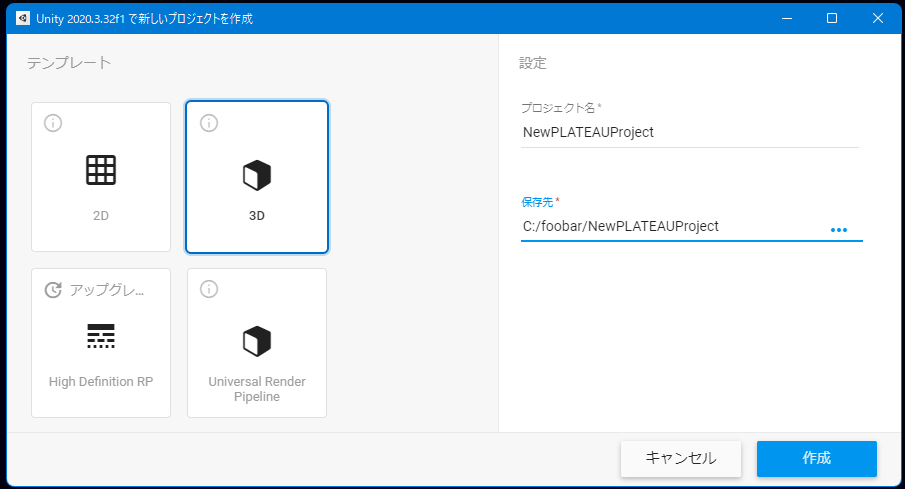 Unity 2020.3.32f1 で新しいプロジェクトを作成
テンプレート
2D
3D
アップグレ...
High Definition RP
Universal Render
Pipeline
設定
プロジェクト名*
NewPLATEAUProject
保存先*
C:/foobar/NewPLATEAUProject
キャンセル
作成